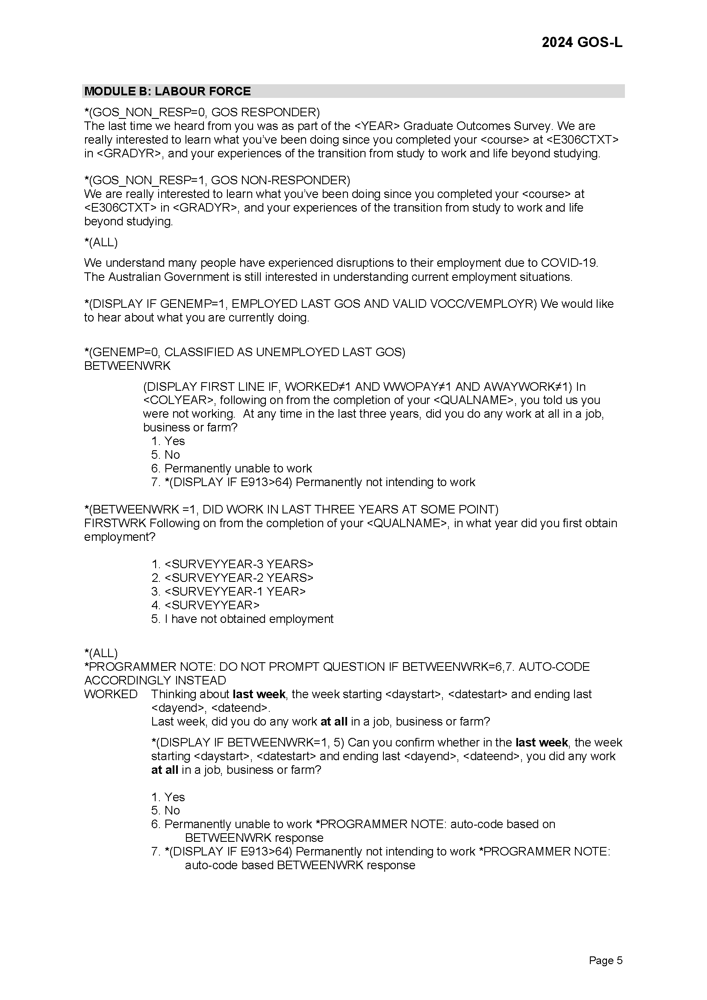 2024 GOS-L
MODULE B: LABOUR FORCE
*(GOS_NON_RESP=0, GOS RESPONDER)
The last time we heard from you was as part of the <YEAR> Graduate Outcomes Survey. We are
really interested to learn what you've been doing since you completed your <course> at <E306CTXT>
in <GRADYR>, and your experiences of the transition from study to work and life beyond studying.
*(GOS_NON_RESP=1, GOS NON-RESPONDER)
We are really interested to learn what you've been doing since you completed your <course> at
<E306CTXT> in <GRADYR>, and your experiences of the transition from study to work and life
beyond studying.
*(ALL)
We understand many people have experienced disruptions to their employment due to COVID-19.
The Australian Government is still interested in understanding current employment situations.
*(DISPLAY IF GENEMP=1, EMPLOYED LAST GOS AND VALID VOCC/VEMPLOYR) We would like
to hear about what you are currently doing.
*(GENEMP=0, CLASSIFIED AS UNEMPLOYED LAST GOS)
BETWEENWRK
(DISPLAY FIRST LINE IF, WORKED≠1 AND WWOPAY≠1 AND AWAYWORK≠1) In
<COLYEAR>, following on from the completion of your <QUALNAME>, you told us you
were not working.  At any time in the last three years, did you do any work at all in a job,
business or farm?
1. Yes
5. No
6. Permanently unable to work
7. *(DISPLAY IF E913>64) Permanently not intending to work
*(BETWEENWRK =1, DID WORK IN LAST THREE YEARS AT SOME POINT)
FIRSTWRK Following on from the completion of your <QUALNAME>, in what year did you first obtain
employment?
1. <SURVEYYEAR-3 YEARS>
2. <SURVEYYEAR-2 YEARS>
3. <SURVEYYEAR-1 YEAR>
4. <SURVEYYEAR>
5. I have not obtained employment
*(ALL)
*PROGRAMMER NOTE: DO NOT PROMPT QUESTION IF BETWEENWRK=6,7. AUTO-CODE
ACCORDINGLY INSTEAD
WORKED Thinking about last week, the week starting <daystart>, <datestart> and ending last
<dayend>, <dateend>.
Last week, did you do any work at all in a job, business or farm?
*(DISPLAY IF BETWEENWRK=1, 5) Can you confirm whether in the last week, the week
starting <daystart>, <datestart> and ending last <dayend>, <dateend>, you did any work
at all in a job, business or farm?
1. Yes
5. No
6. Permanently unable to work *PROGRAMMER NOTE: auto-code based on
BETWEENWRK response
7. *(DISPLAY IF E913>64) Permanently not intending to work *PROGRAMMER NOTE:
auto-code based BETWEENWRK response
Page 5